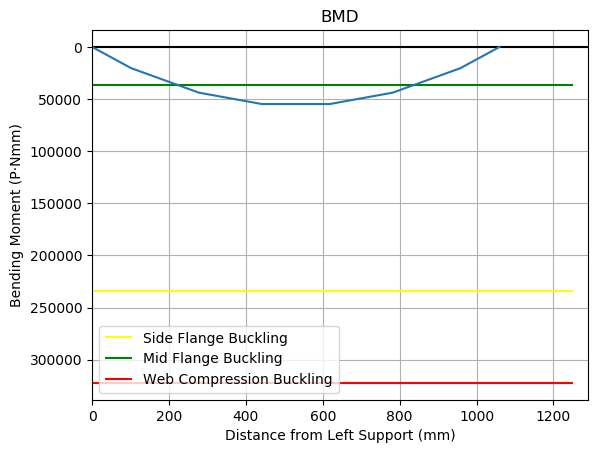 BMD
0
50000
100000
150000
200000
250000
300000
Bending Moment (P·Nmm)
Side Flange Buckling
Mid Flange Buckling
Web Compression Buckling
0 200 400 600 800 1000 1200
Distance from Left Support (mm)